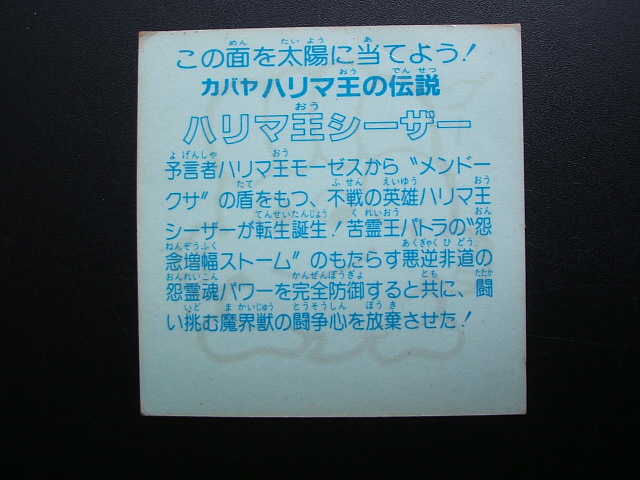 この面を太陽に当てよう!
カバヤ ハリマ王の伝説
ハリマ王シーザー
予言者ハリマ王モーゼスから〝メンドー
クサ〟の盾をもつ、不戦の英雄ハリマ王
シーザーが転生誕生!苦霊王パトラの〝怨
念増幅ストーム〟のもたらす悪逆非道の
怨霊魂パワーを完全防御すると共に、闘
い挑む魔界獣の闘争心を放棄させた!